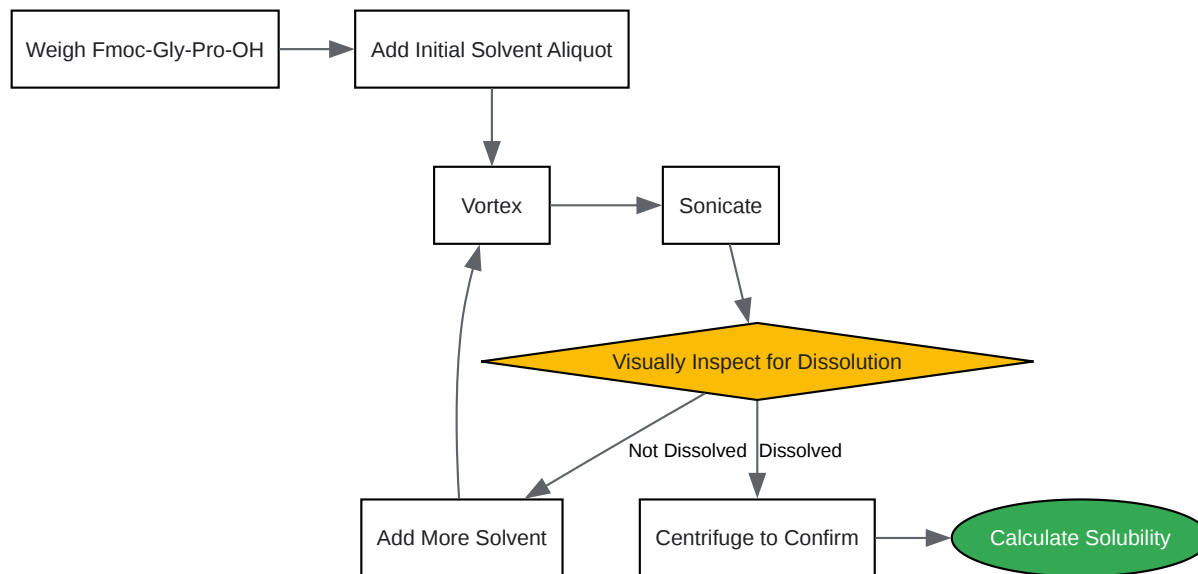 Weigh Fmoc-Gly-Pro-OH
Add Initial Solvent Aliquot
Vortex
Sonicate
Visually Inspect for Dissolution
Not Dissolved
Dissolved
Add More Solvent
Centrifuge to Confirm
Calculate Solubility